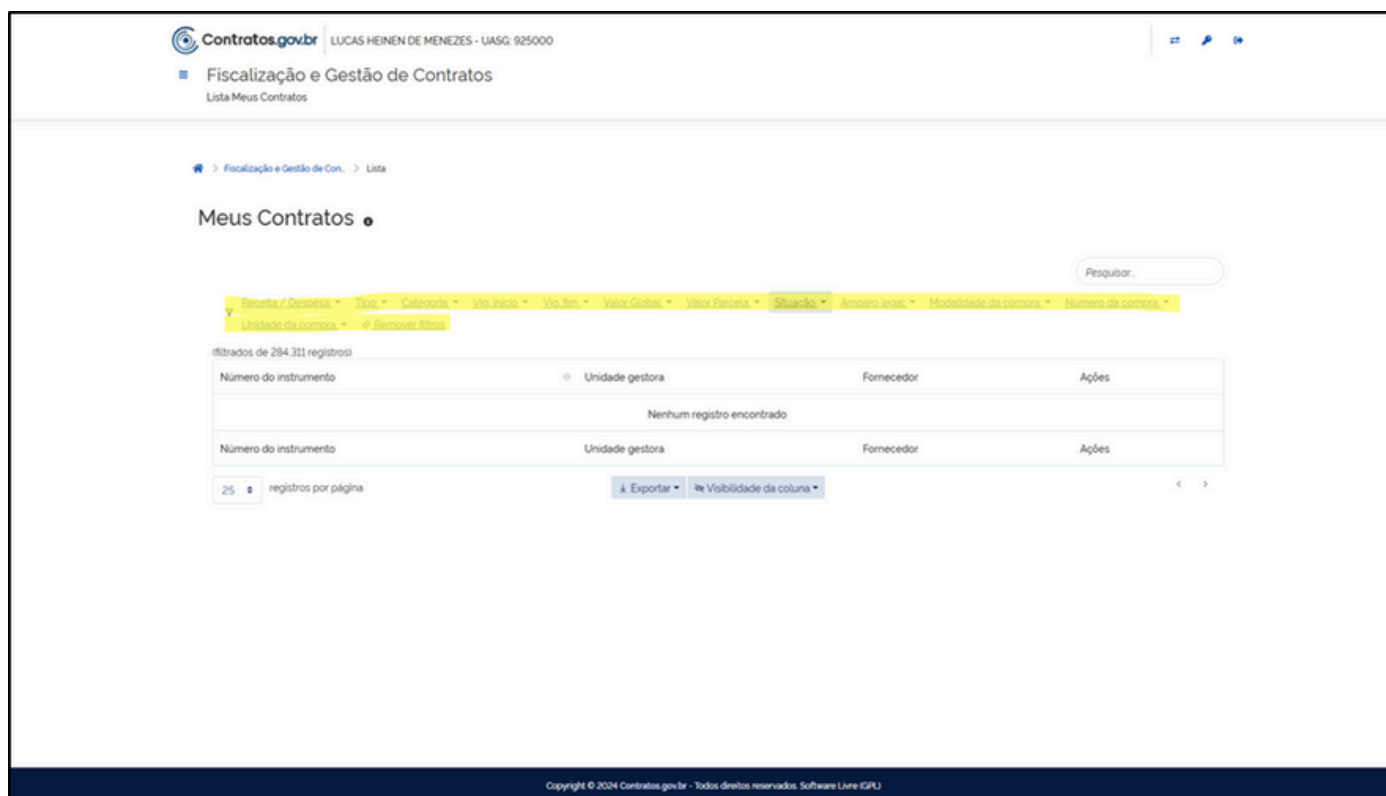 Contratos.gov.br LUCAS HEINEN DE MENEZES - UASG: 925000
Fiscalização e Gestão de Contratos
Lista Meus Contratos
> Fiscalização e Gestão de Con... > Lista
Meus Contratos
Pesquisar...
Receita / Despesa Tipo Categoria Vig. início Vig. fim Valor Global Valor Parcela Situação Amparo legal Modalidade da compra Número da compra
Unidade da compra Remover filtros
(filtrados de 284.311 registros)
Número do instrumento Unidade gestora Fornecedor Ações
Nenhum registro encontrado
Número do instrumento Unidade gestora Fornecedor Ações
25 registros por página Exportar Visibilidade da coluna < >
Copyright © 2024 Contratos.gov.br - Todos direitos reservados. Software Livre (GPL)